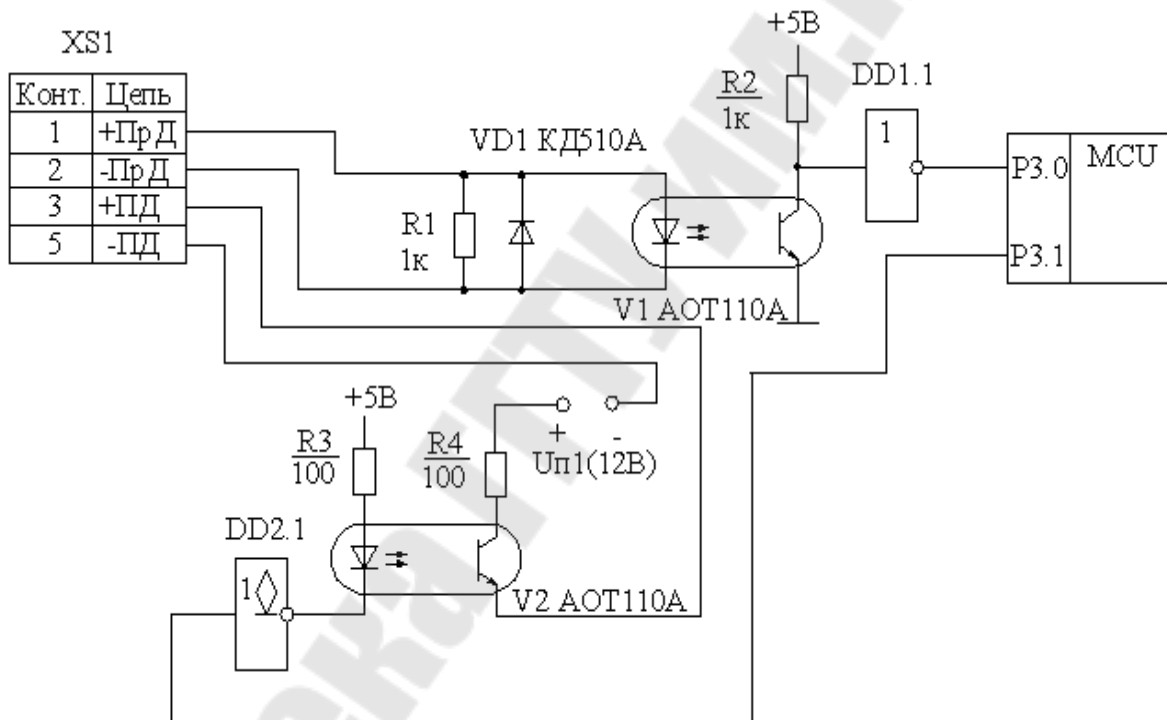 XS1
Конт. Цепь
1 +ПрД
2 -ПрД
3 +ПД
5 -ПД
+5В
R2
1к
DD1.1
1
P3.0
MCU
P3.1
VD1 КД510А
R1
1к
V1 АОТ110А
+5В
R3
100
R4
100
+ -
Uп1(12В)
DD2.1
1
V2 АОТ110А